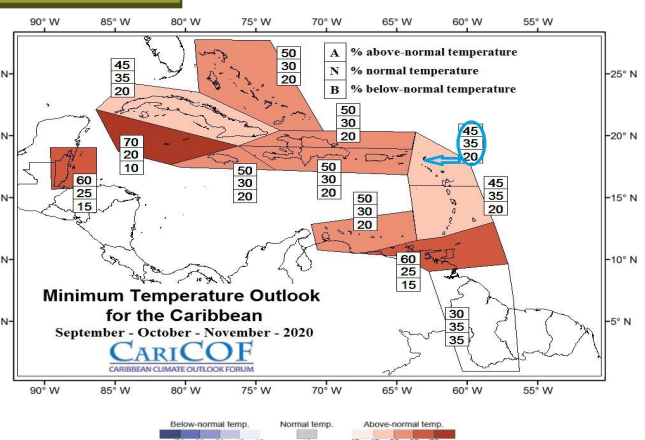 90° W 85° W 80° W 75° W 70° W 65° W 60° W 55° W
A % above-normal temperature
N % normal temperature
B % below-normal temperature
45
35
20
50
30
20
50
30
20
45
35
20
70
20
10
60
25
15
50
30
20
50
30
20
50
30
20
45
35
20
60
25
15
30
35
35
N
25° N
N
20° N
N
15° N
N
10° N
5°
5° N
Minimum Temperature Outlook
for the Caribbean
September - October - November - 2020
CARICOF
CARIBBEAN CLIMATE OUTLOOK FORUM
90° W 85° W 80° W 75° W 70° W 65° W 60° W 55° W
Below-normal temp. Normal temp. Above-normal temp.